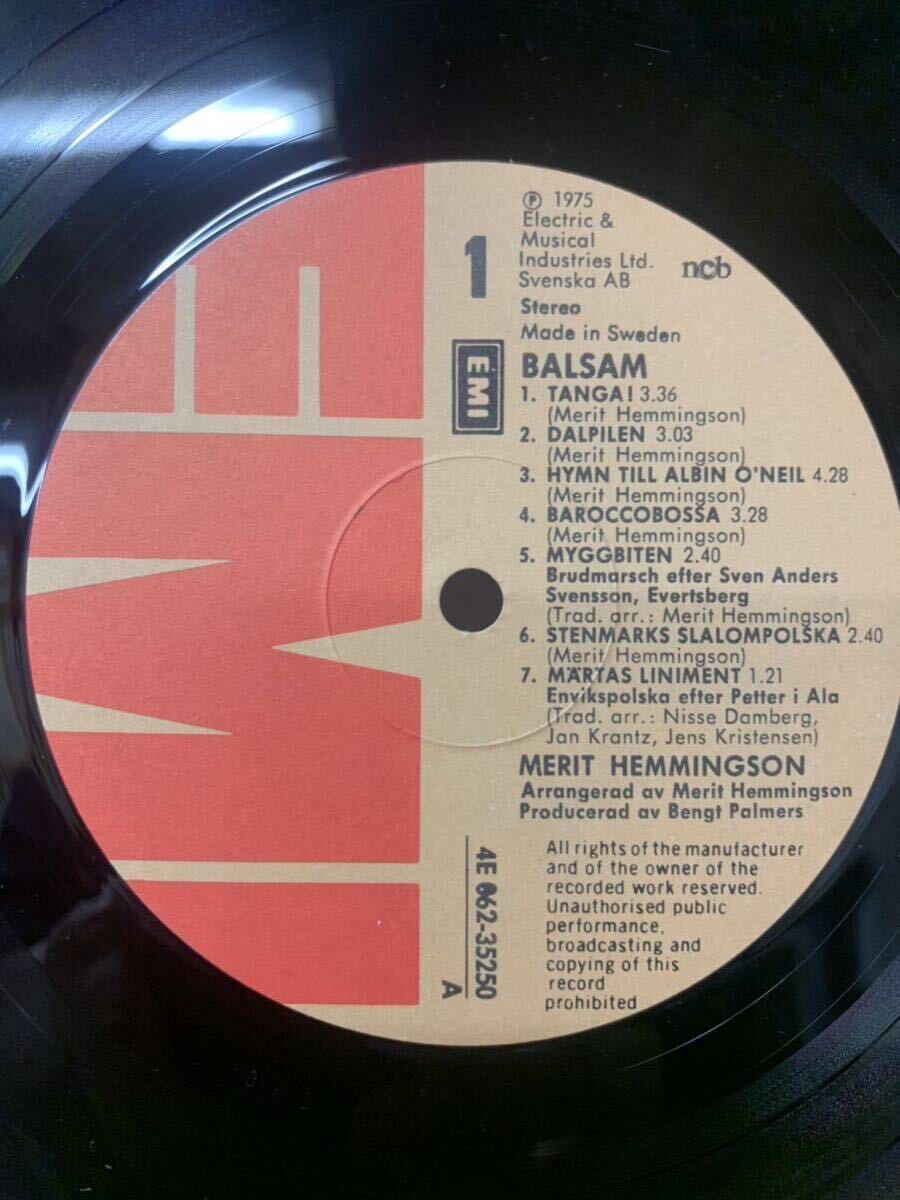 1
℗ 1975
Electric &
Musical
Industries Ltd.
Svenska AB
ncb
Stereo
Made in Sweden
EMI
BALSAM
1. TANGA! 3.36
(Merit Hemmingson)
2. DALPILEN 3.03
(Merit Hemmingson)
3. HYMN TILL ALBIN O'NEIL 4.28
(Merit Hemmingson)
4. BAROCCOBOSSA 3.28
(Merit Hemmingson)
5. MYGGBITEN 2.40
Brudmarsch efter Sven Anders
Svensson, Evertsberg
(Trad. arr.: Merit Hemmingson)
6. STENMARKS SLALOMPOLSKA 2.40
(Merit Hemmingson)
7. MÄRTAS LINIMENT 1.21
Envikspolska efter Petter i Ala
(Trad. arr.: Nisse Damberg,
Jan Krantz, Jens Kristensen)
MERIT HEMMINGSON
Arrangerad av Merit Hemmingson
Producerad av Bengt Palmers
4E 062-35250
A
All rights of the manufacturer
and of the owner of the
recorded work reserved.
Unauthorised public
performance,
broadcasting and
copying of this
record
prohibited
EMI